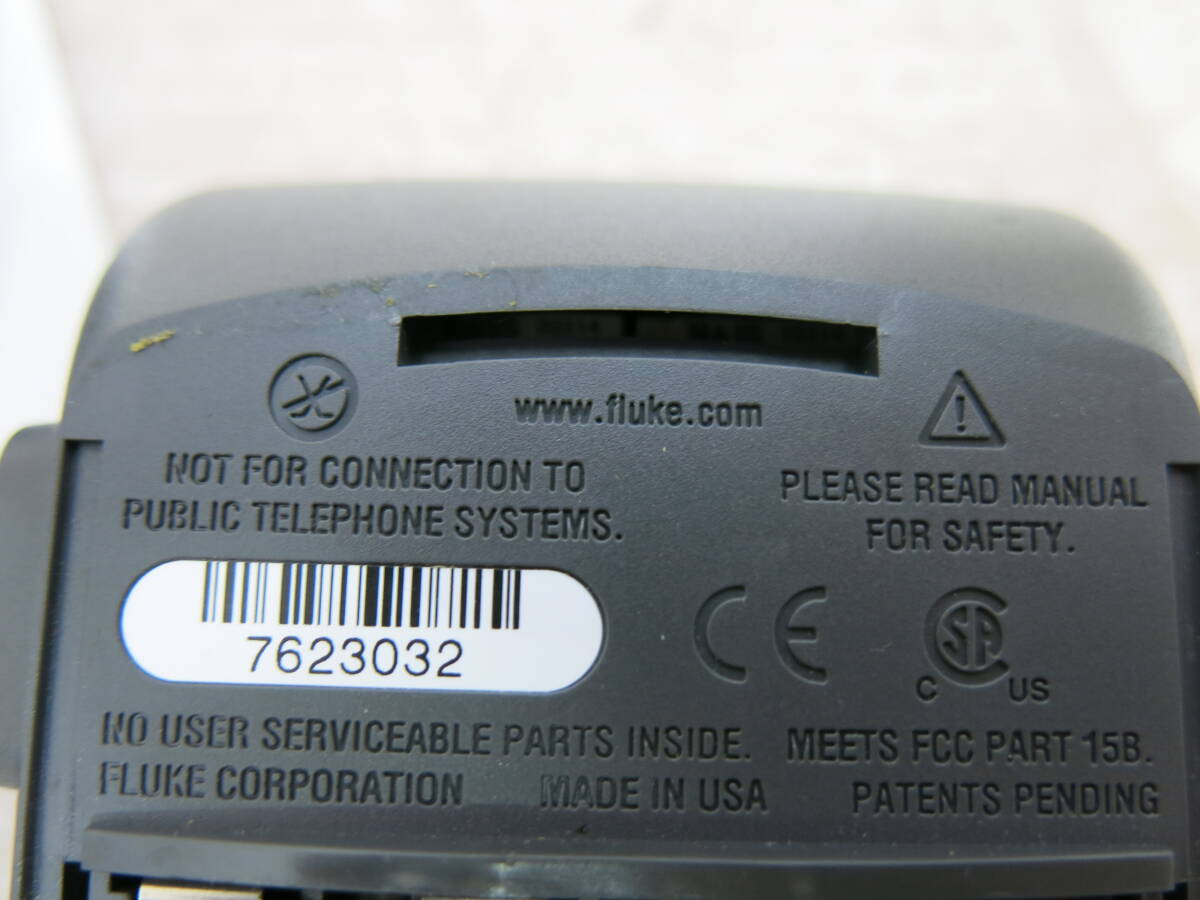 www.fluke.com
NOT FOR CONNECTION TO
PUBLIC TELEPHONE SYSTEMS.
PLEASE READ MANUAL
FOR SAFETY.
7623032
CE
SA
C US
NO USER SERVICEABLE PARTS INSIDE. MEETS FCC PART 15B.
FLUKE CORPORATION MADE IN USA PATENTS PENDING